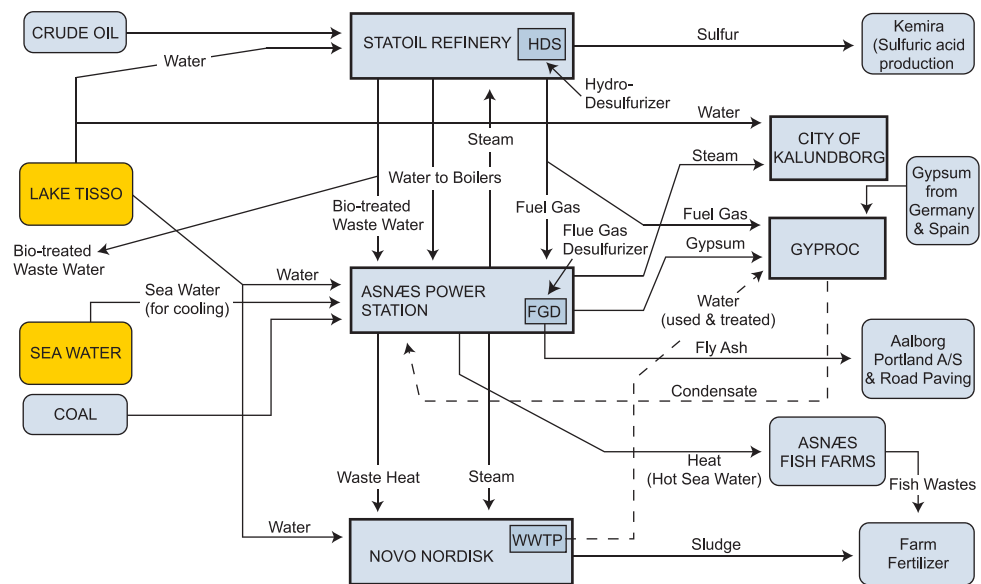 CRUDE OIL
STATOIL REFINERY
HDS
Sulfur
Kemira
(Sulfuric acid
production
Water
Hydro-
Desulfurizer
Water
CITY OF
KALUNDBORG
Steam
Steam
LAKE TISSO
Water to Boilers
Bio-treated
Waste Water
Fuel Gas
Fuel Gas
Gypsum
from
Germany
& Spain
Bio-treated
Waste Water
Flue Gas
Desulfurizer
Gypsum
GYPROC
Water
Sea Water
(for cooling)
ASNÆS POWER
STATION
FGD
Water
(used & treated)
SEA WATER
Fly Ash
Aalborg
Portland A/S
& Road Paving
Condensate
COAL
ASNÆS
FISH FARMS
Waste Heat
Steam
Heat
(Hot Sea Water)
Fish Wastes
Water
WWTP
NOVO NORDISK
Sludge
Farm
Fertilizer